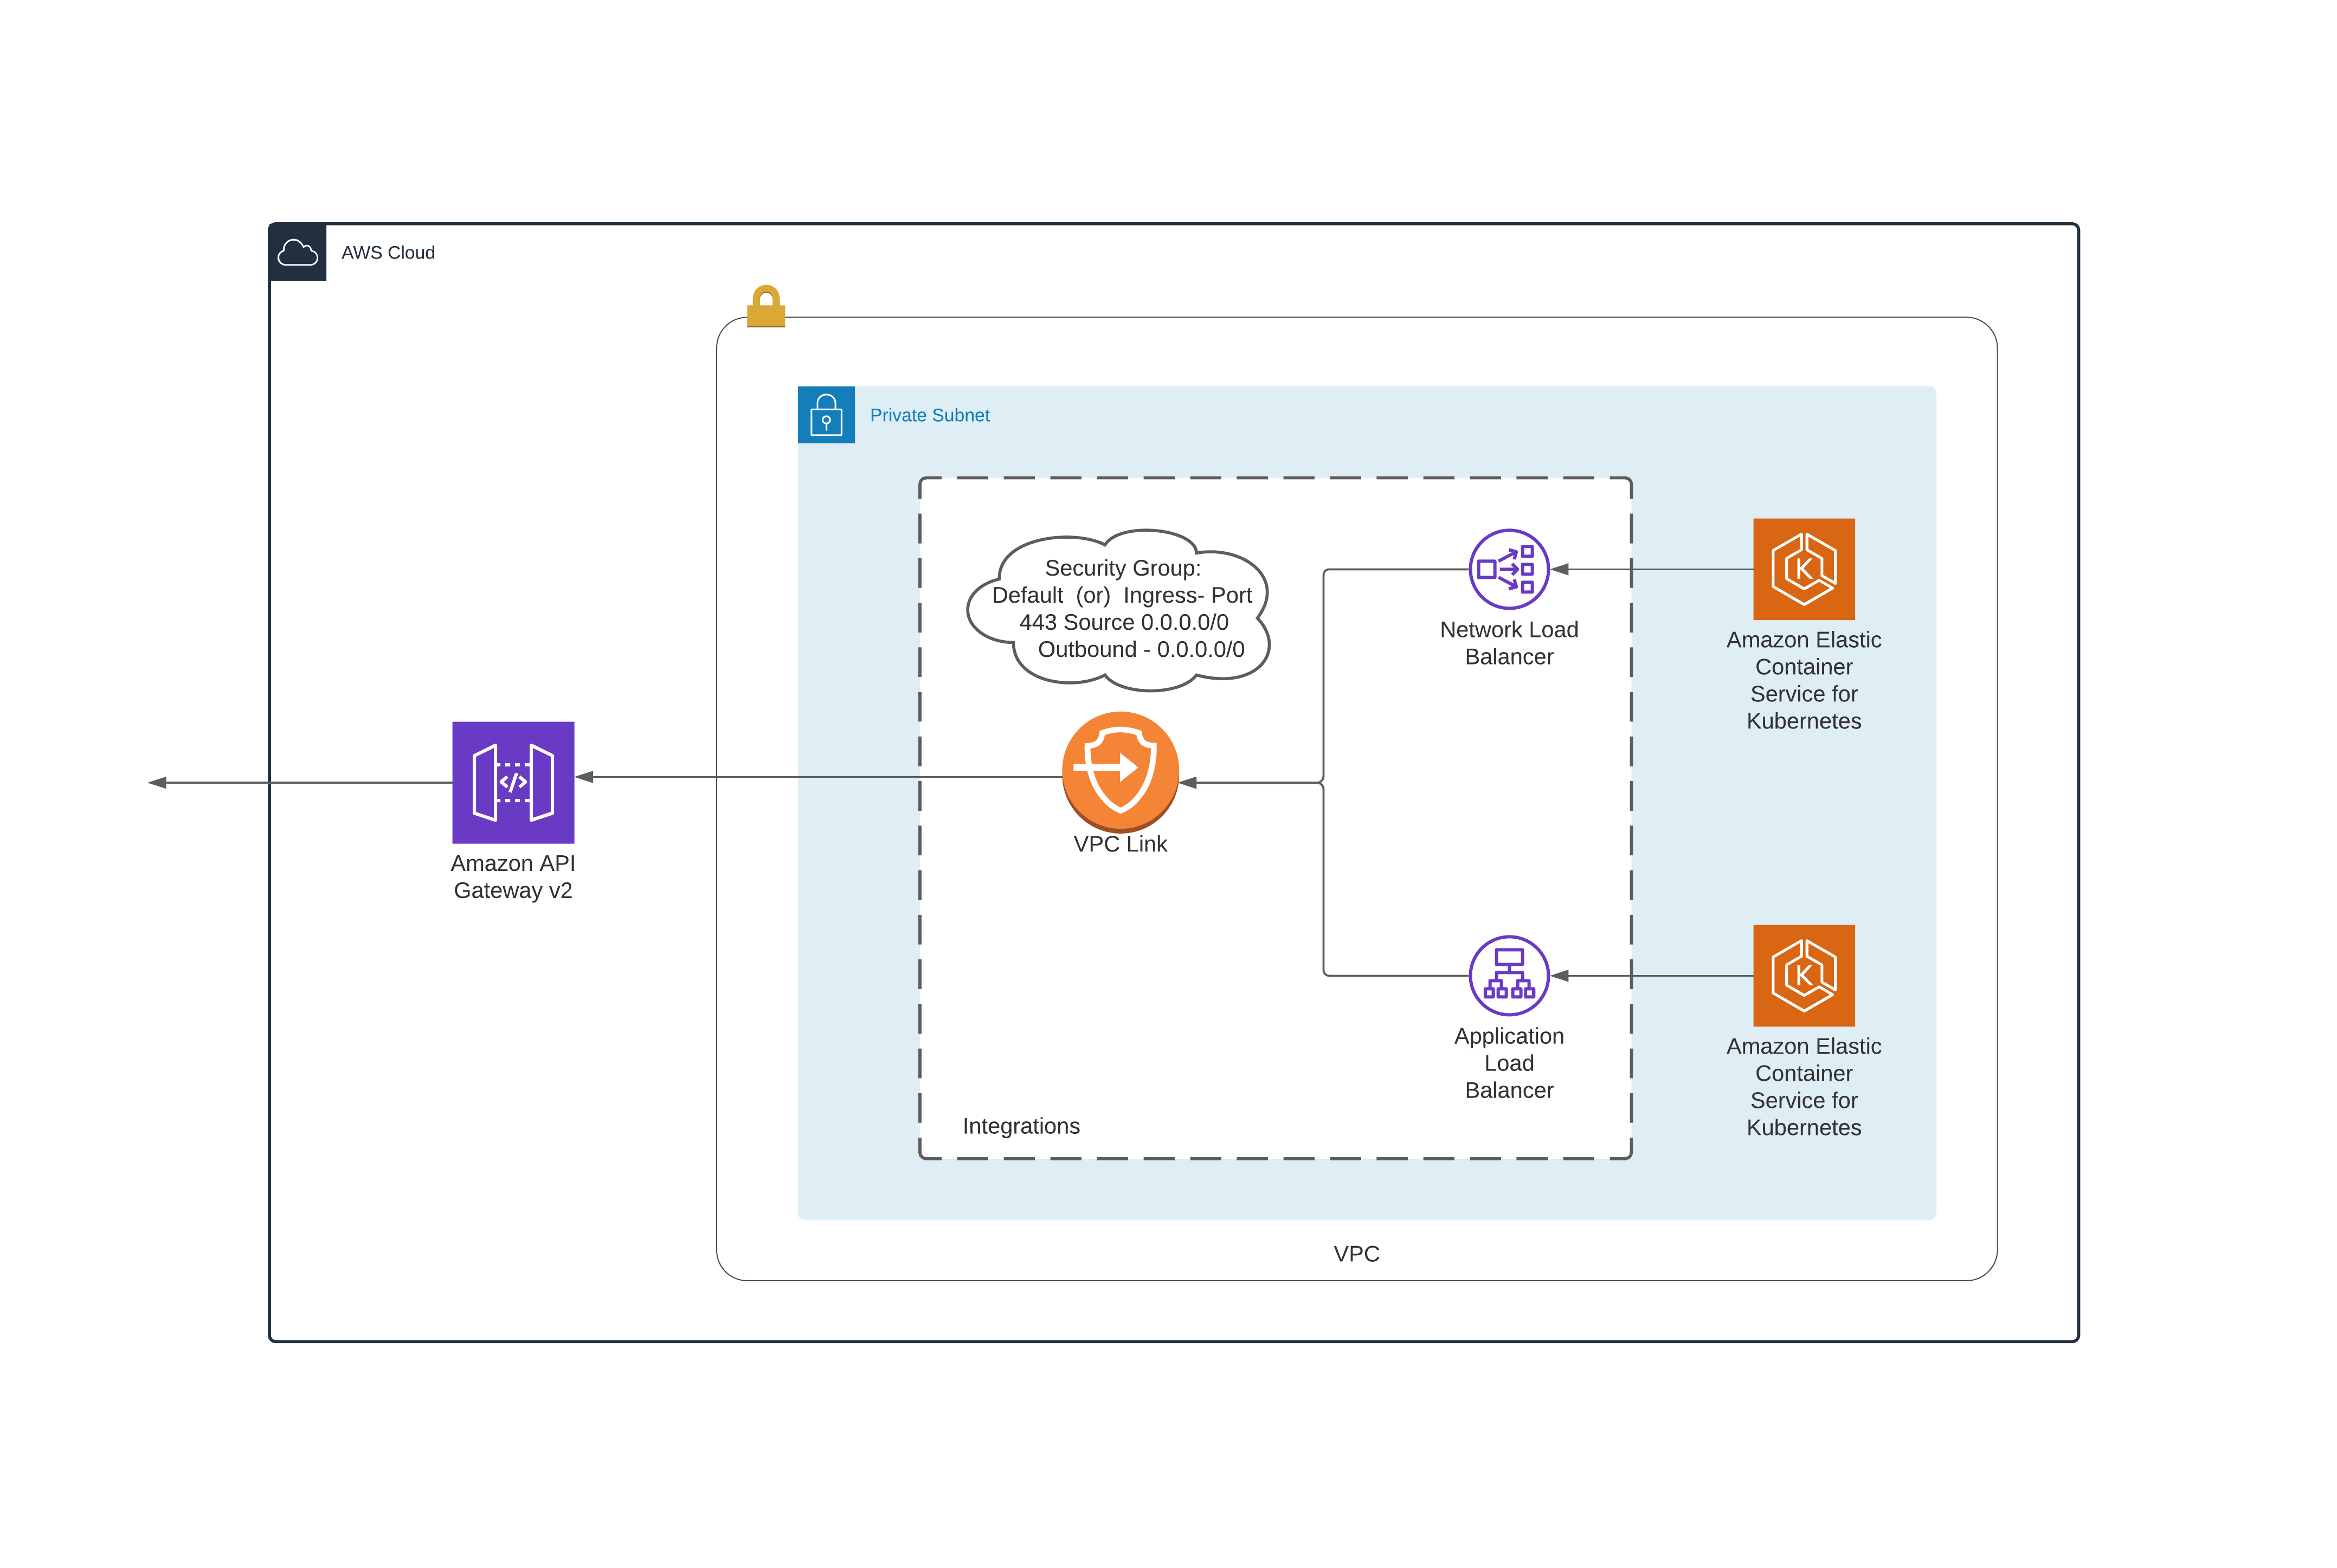 AWS Cloud
Private Subnet
Security Group:
Default (or) Ingress- Port
443 Source 0.0.0.0/0
Outbound - 0.0.0.0/0
Network Load
Balancer
Amazon Elastic
Container
Service for
Kubernetes
Amazon API
Gateway v2
VPC Link
Application
Load
Balancer
Amazon Elastic
Container
Service for
Kubernetes
Integrations
VPC